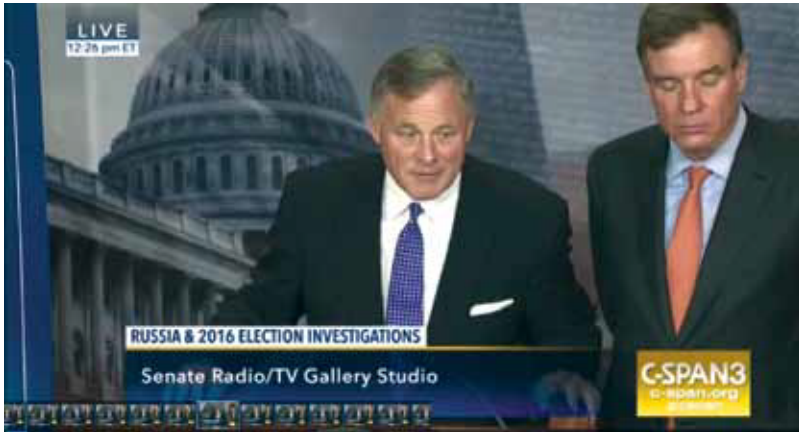 LIVE
12:26 pm ET
RUSSIA & 2016 ELECTION INVESTIGATIONS
Senate Radio/TV Gallery Studio
C-SPAN3
c-span.org